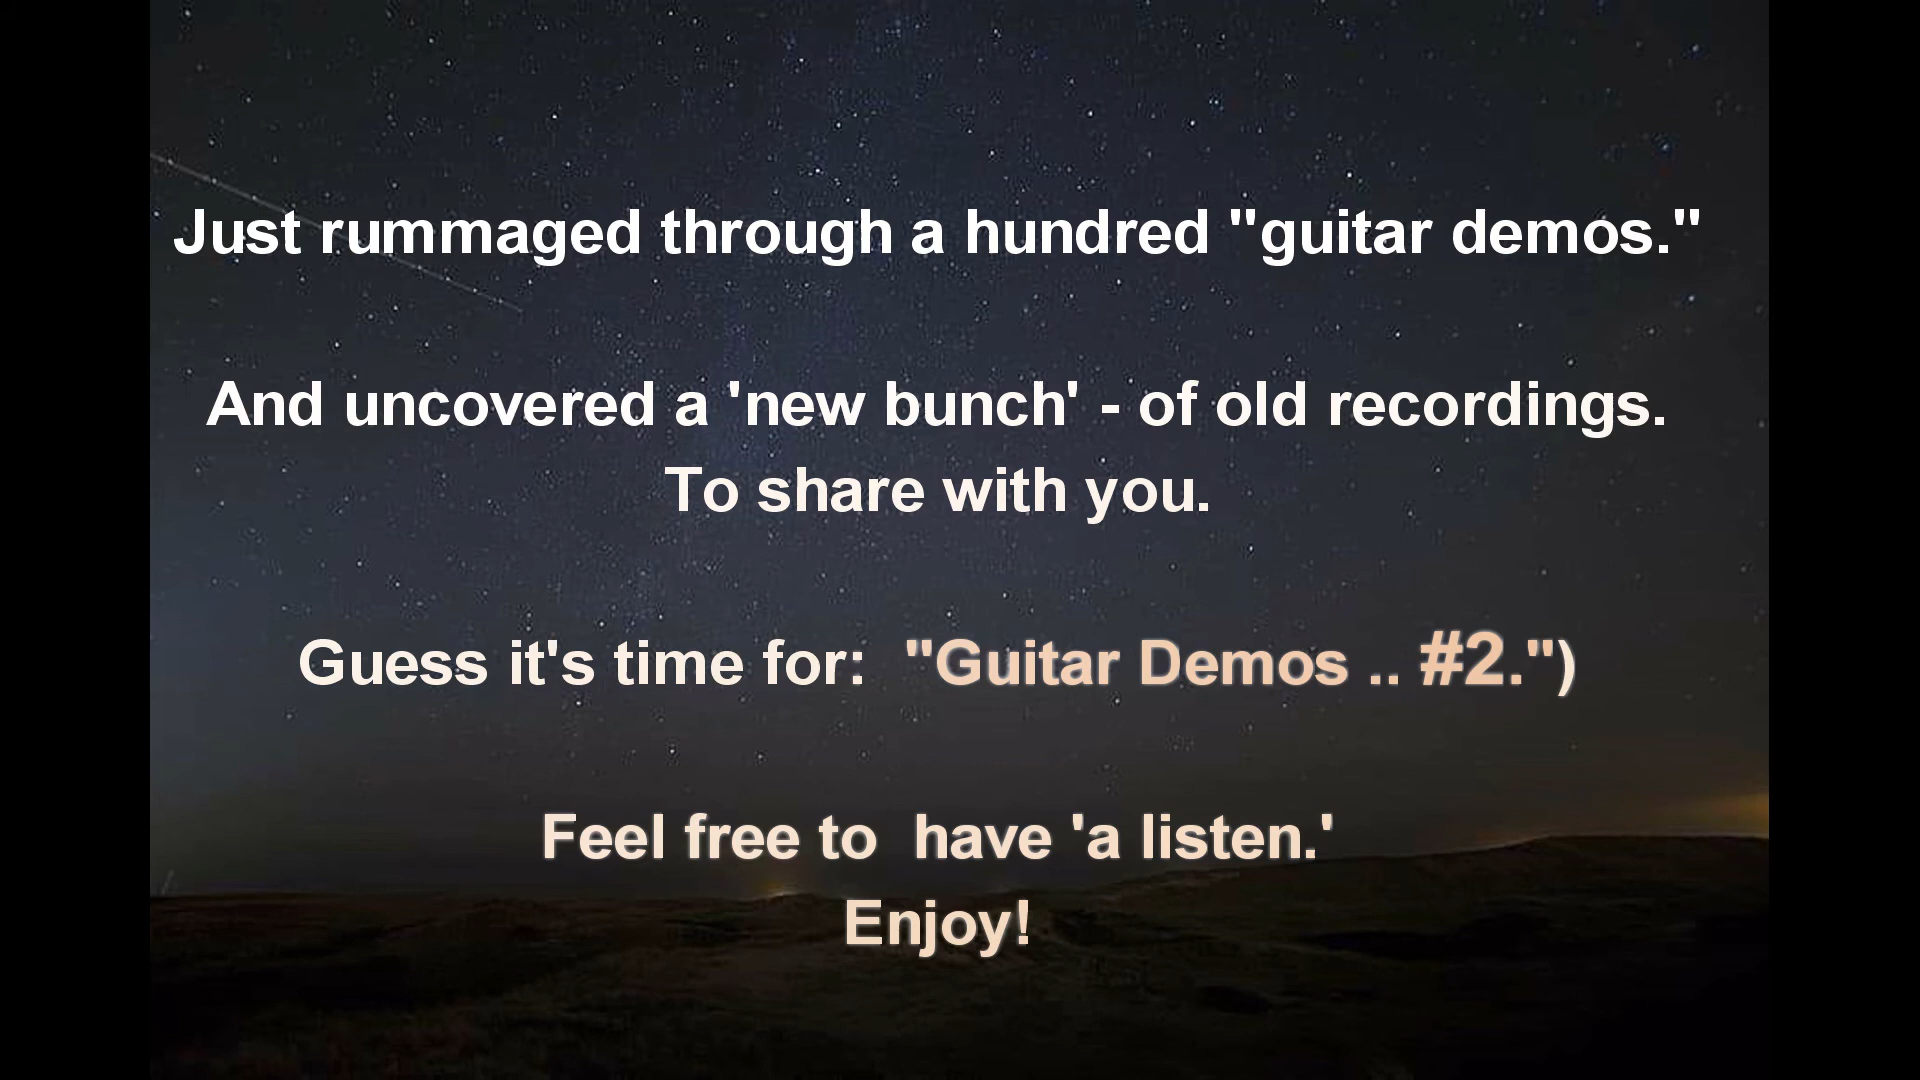 Just rummaged through a hundred "guitar demos."
And uncovered a 'new bunch' - of old recordings.
To share with you.
Guess it's time for:  "Guitar Demos .. #2.")
Feel free to  have 'a listen.'
Enjoy!